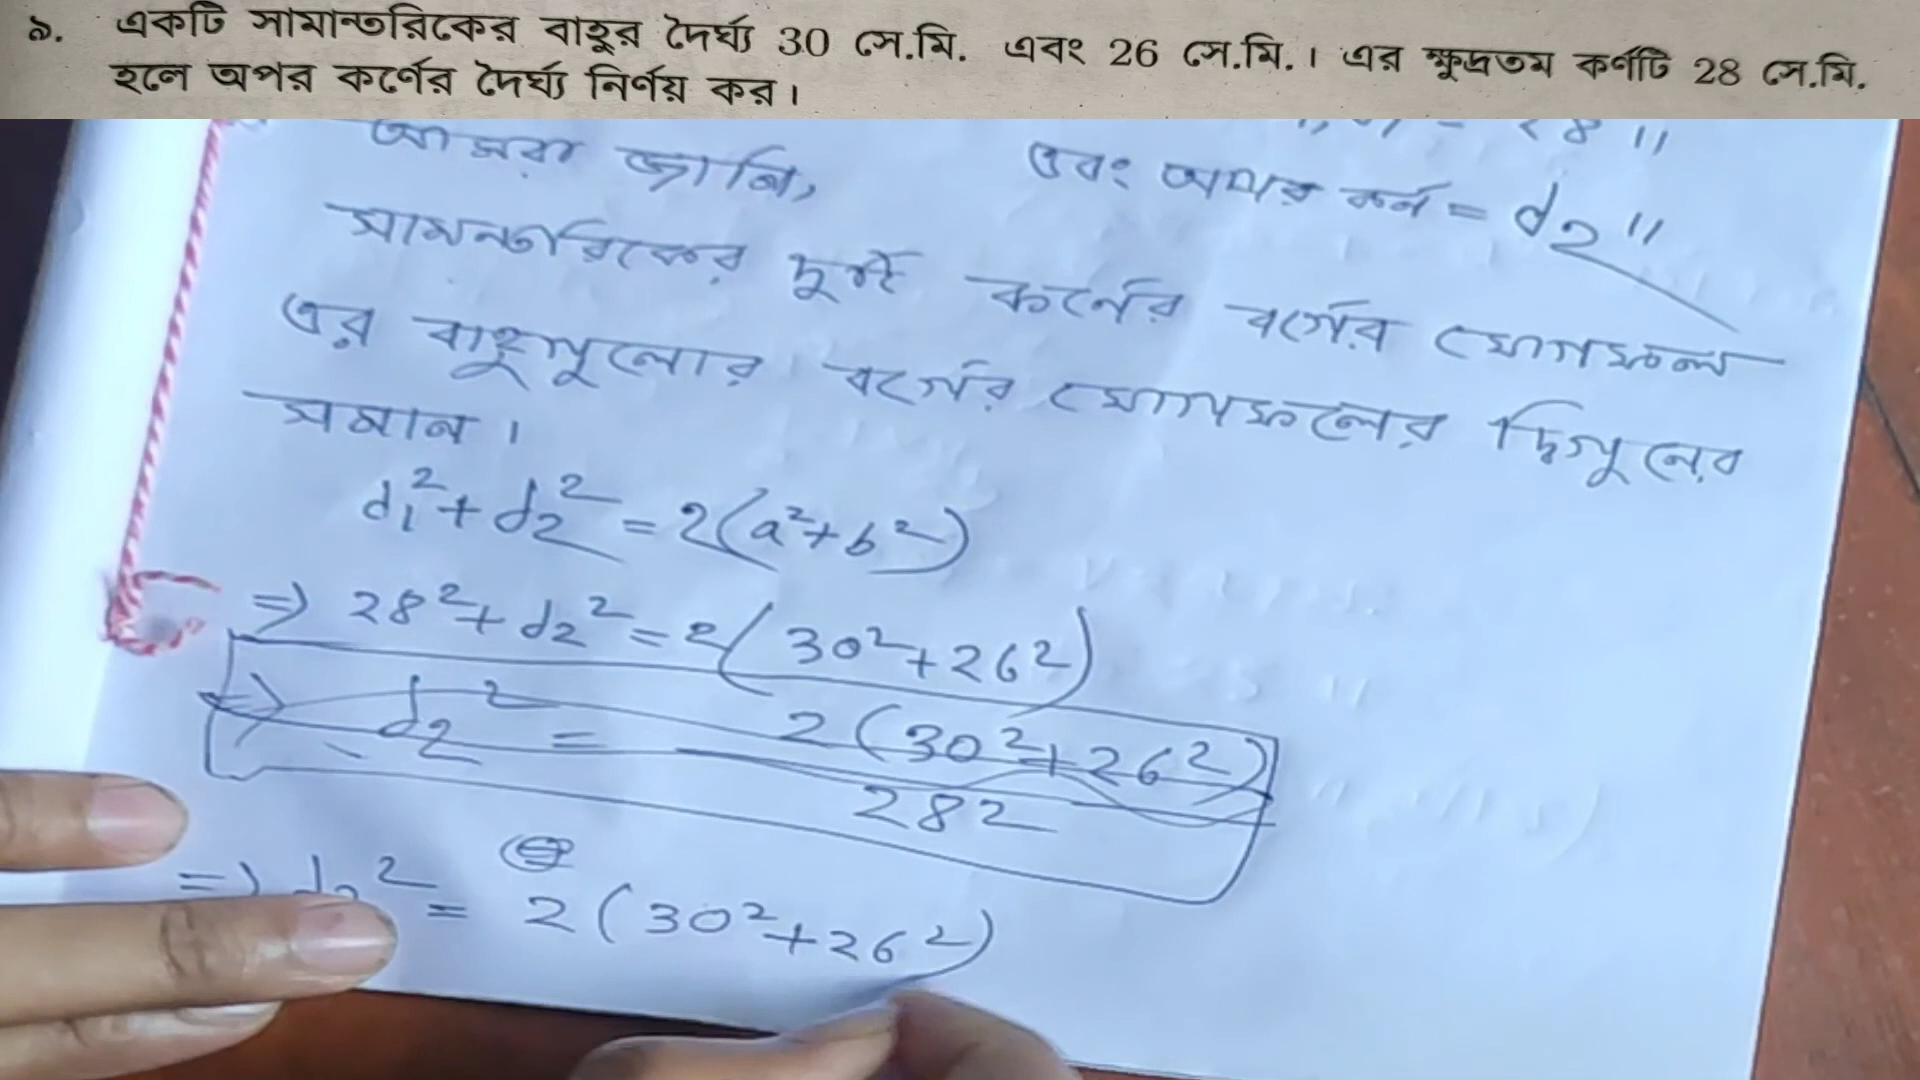 ৯. একটি সামান্তরিকের বাহুর দৈর্ঘ্য 30 সে.মি. এবং 26 সে.মি.। এর ক্ষুদ্রতম কর্ণটি 28 সে.মি.
হলে অপর কর্ণের দৈর্ঘ্য নির্ণয় কর।
আমরা জানি,
এবং অপর কর্ন = d₂ "
সামন্তরিকের দুই কর্নের বর্গের যোগফল
এর বাহুগুলোর বর্গের যোগফলের দ্বিগুনের
সমান।
d₁² + d₂² = 2(a² + b²)
⇒ 28² + d₂² = 2(30² + 26²)
⇒ d₂² = 2(30² + 26²)
28²
⇒ d₂² = 2(30² + 26²)